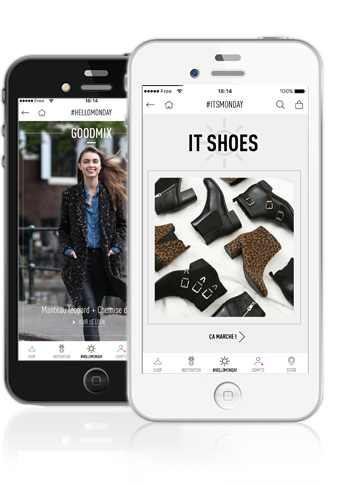 Free 18:14
#HELLOMONDAY
GOODMIX
Manteau léopard + Chemise d
VOIR LE LOOK
SHOP INSPIRATION #HELLOMONDAY COMPTE
Free 18:14 100%
#ITSMONDAY
IT SHOES
ÇA MARCHE !
SHOP INSPIRATION #HELLOMONDAY COMPTE STORE